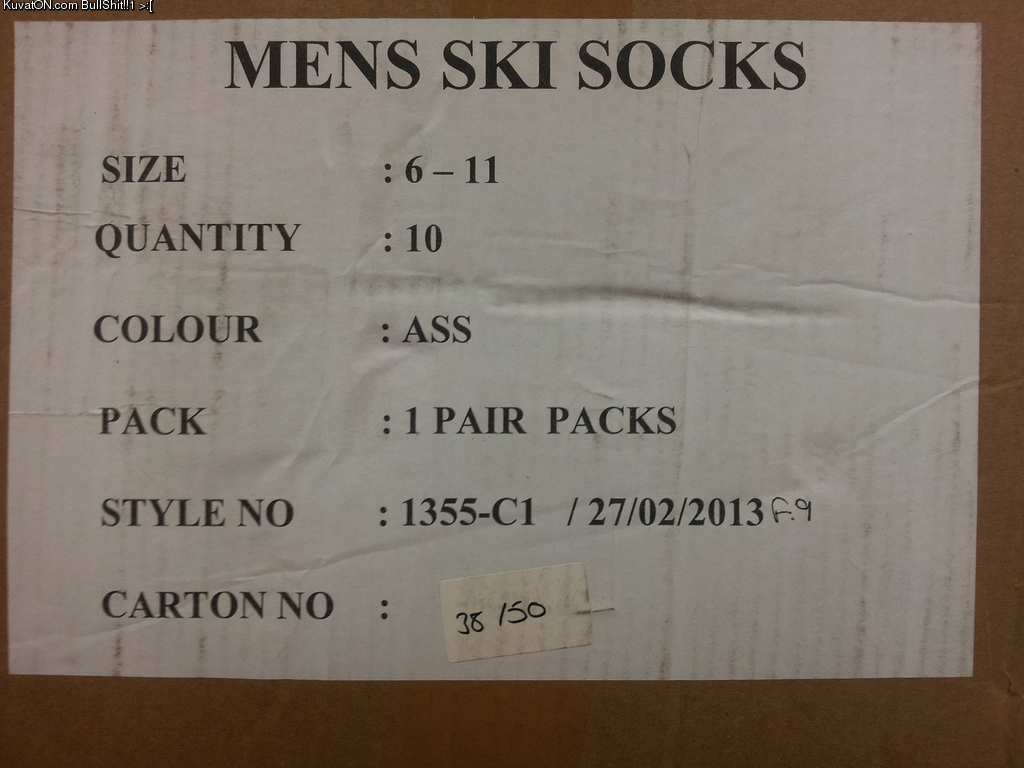 KuvatON.com BullShit!!1 >:[
MENS SKI SOCKS
SIZE : 6 – 11
QUANTITY : 10
COLOUR : ASS
PACK : 1 PAIR PACKS
STYLE NO : 1355-C1 / 27/02/2013 F.9
CARTON NO : 38 /50